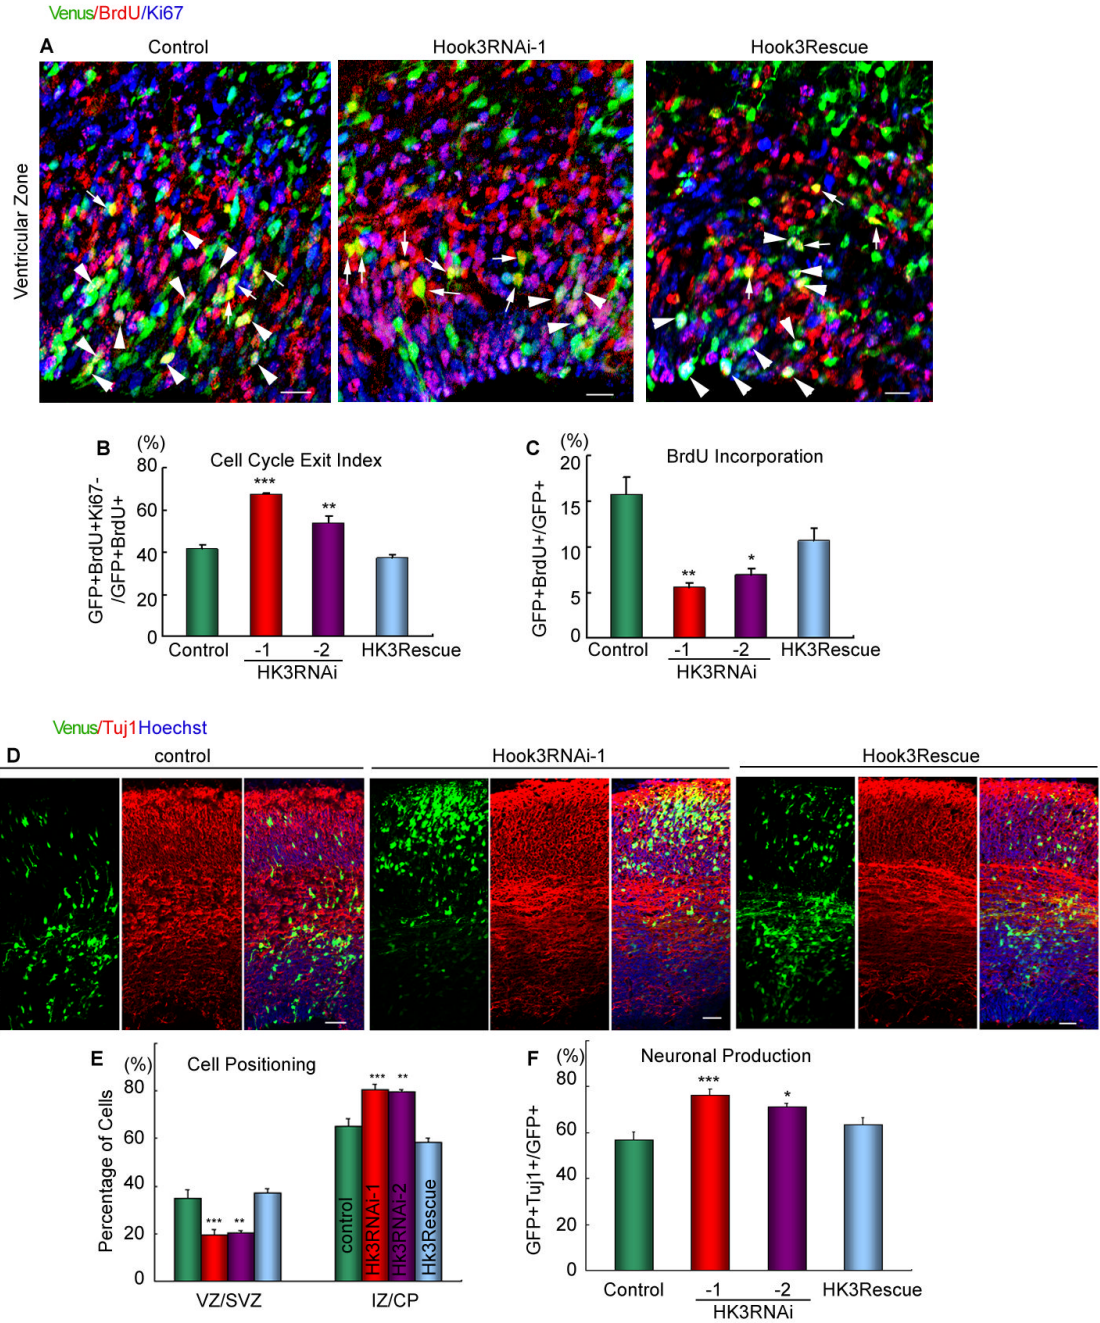 Venus/BrdU/Ki67
A
Control
Hook3RNAi-1
Hook3Rescue
Ventricular Zone
B
(%)
Cell Cycle Exit Index
GFP+BrdU+Ki67-
/GFP+BrdU+
80
60
40
20
0
***
**
Control
-1
-2
HK3Rescue
HK3RNAi
C
(%)
BrdU Incorporation
GFP+BrdU+/GFP+
20
15
10
5
0
**
*
Control
-1
-2
HK3Rescue
HK3RNAi
Venus/Tuj1Hoechst
D
control
Hook3RNAi-1
Hook3Rescue
E
(%)
Cell Positioning
Percentage of Cells
80
60
40
20
0
***
**
***
**
control
Hk3RNAi-1
Hk3RNAi-2
Hk3Rescue
VZ/SVZ
IZ/CP
F
(%)
Neuronal Production
GFP+Tuj1+/GFP+
80
60
40
20
0
***
*
Control
-1
-2
HK3Rescue
HK3RNAi